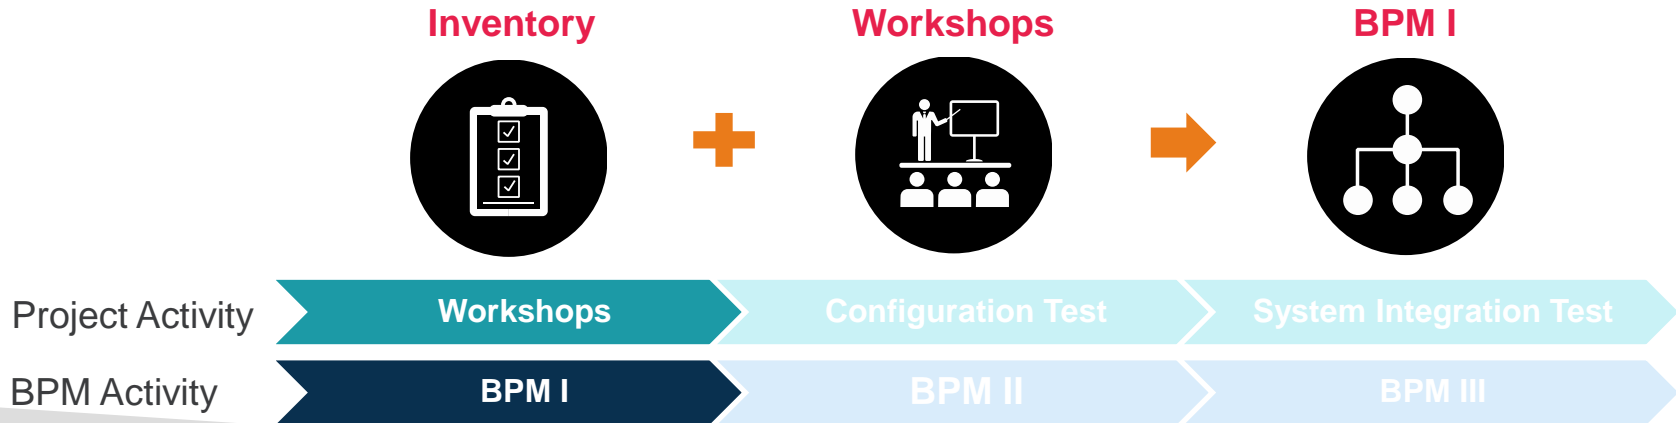 Inventory
Workshops
BPM I
Project Activity
Workshops
Configuration Test
System Integration Test
BPM Activity
BPM I
BPM II
BPM III